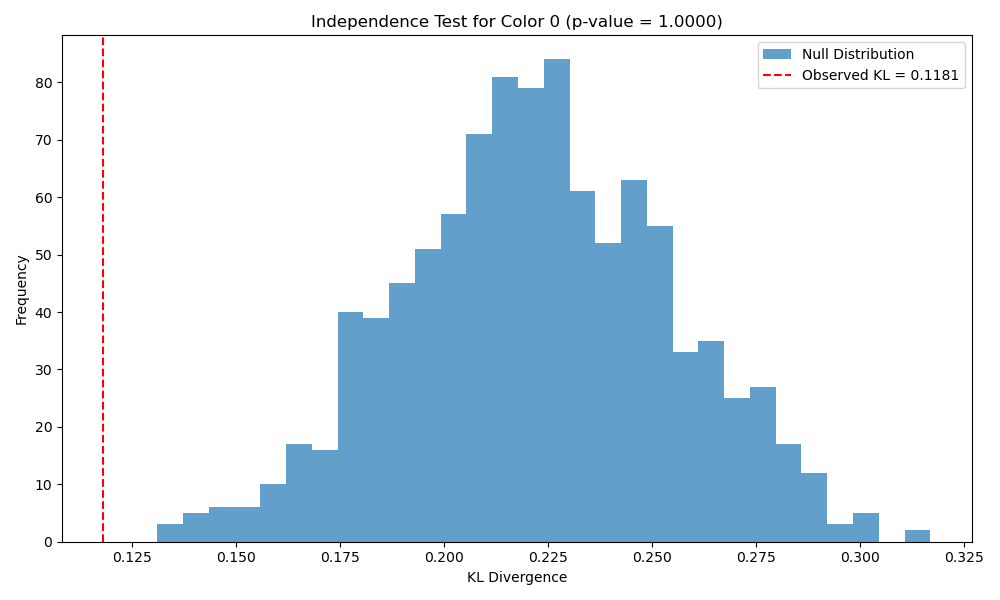 Independence Test for Color 0 (p-value = 1.0000)
Null Distribution
Observed KL = 0.1181
Frequency
80
70
60
50
40
30
20
10
0
0.125 0.150 0.175 0.200 0.225 0.250 0.275 0.300 0.325
KL Divergence